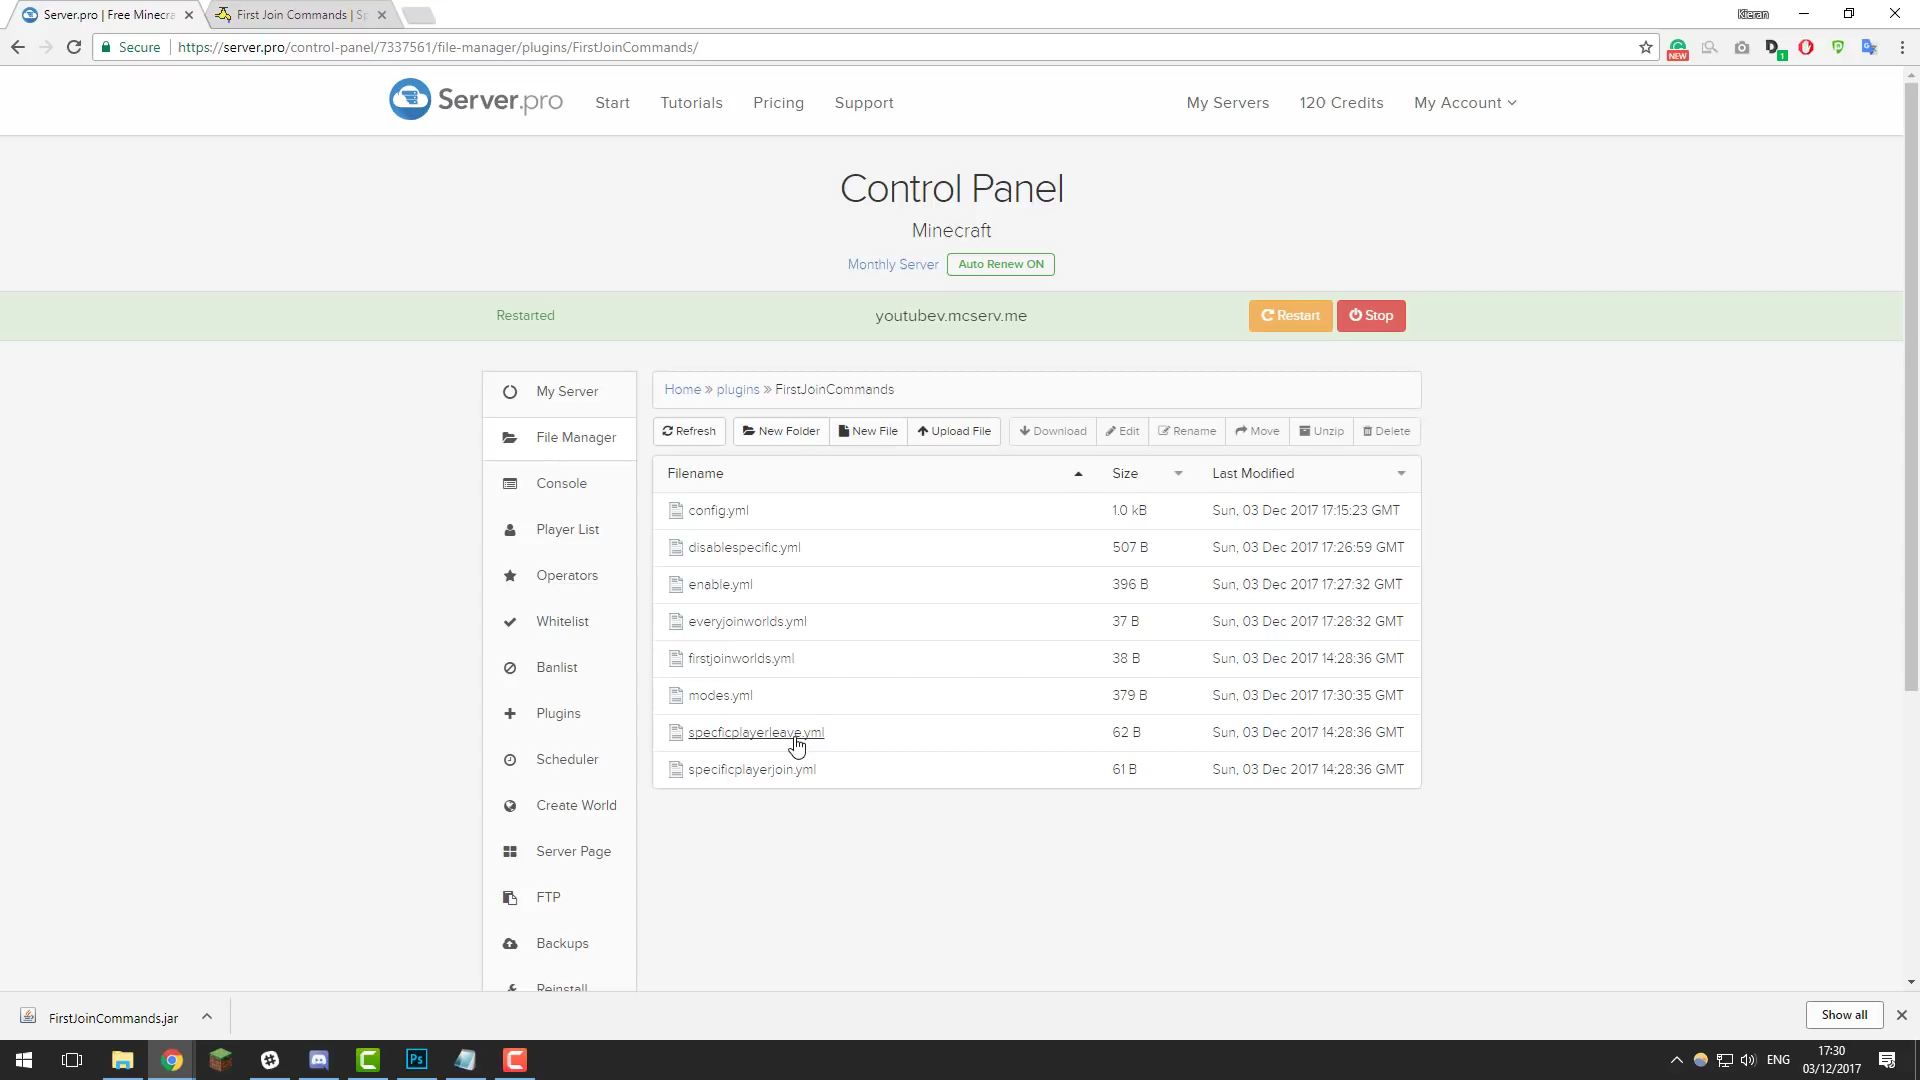 Server.pro | Free Minecra
First Join Commands | Sp
Kieran
Secure
https://server.pro/control-panel/7337561/file-manager/plugins/FirstJoinCommands/
NEW
1
Server.pro
Start
Tutorials
Pricing
Support
My Servers
120 Credits
My Account
Control Panel
Minecraft
Monthly Server
Auto Renew ON
Restarted
youtubev.mcserv.me
Restart
Stop
My Server
File Manager
Console
Player List
Operators
Whitelist
Banlist
Plugins
Scheduler
Create World
Server Page
FTP
Backups
Reinstall
Home » plugins » FirstJoinCommands
Refresh
New Folder
New File
Upload File
Download
Edit
Rename
Move
Unzip
Delete
Filename Size Last Modified
config.yml 1.0 kB Sun, 03 Dec 2017 17:15:23 GMT
disablespecific.yml 507 B Sun, 03 Dec 2017 17:26:59 GMT
enable.yml 396 B Sun, 03 Dec 2017 17:27:32 GMT
everyjoinworlds.yml 37 B Sun, 03 Dec 2017 17:28:32 GMT
firstjoinworlds.yml 38 B Sun, 03 Dec 2017 14:28:36 GMT
modes.yml 379 B Sun, 03 Dec 2017 17:30:35 GMT
specficplayerleave.yml 62 B Sun, 03 Dec 2017 14:28:36 GMT
specificplayerjoin.yml 61 B Sun, 03 Dec 2017 14:28:36 GMT
FirstJoinCommands.jar
Show all
Ps
ENG
17:30
03/12/2017